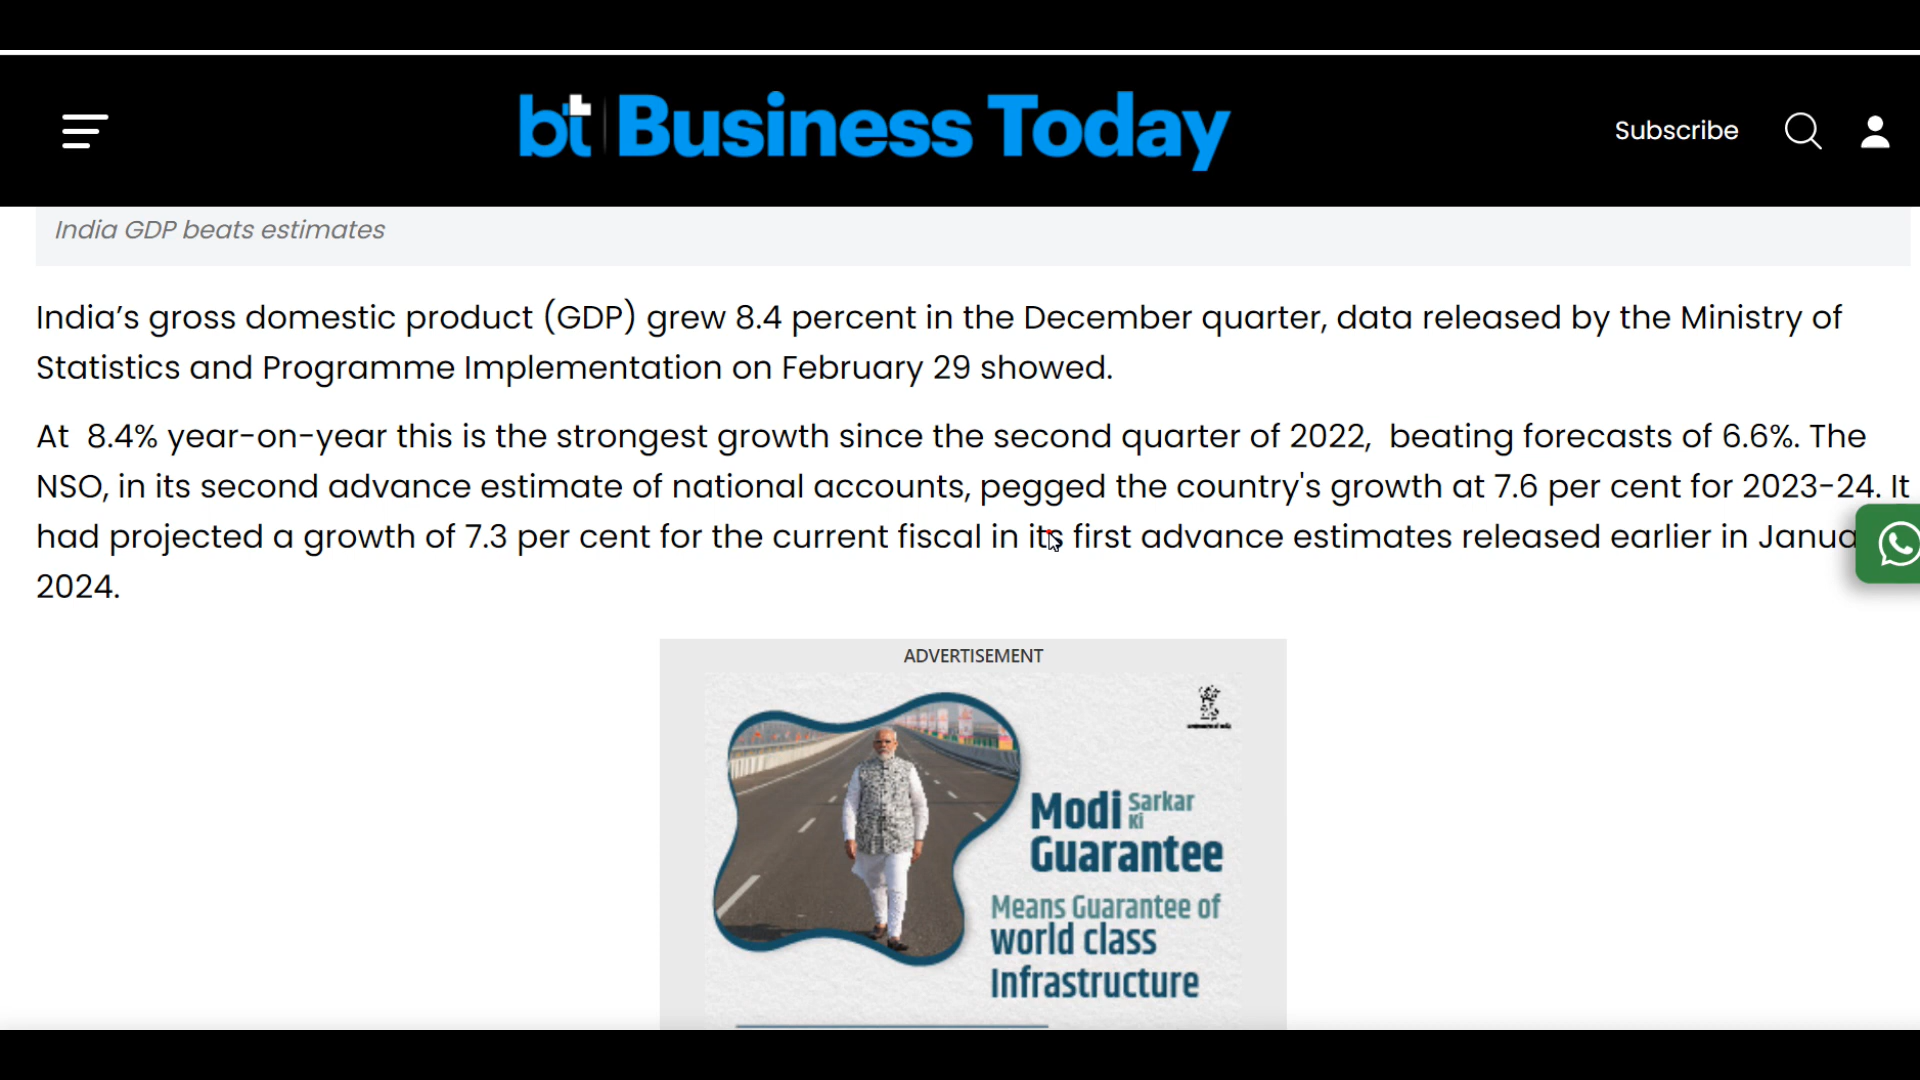 bt Business Today
Subscribe
India GDP beats estimates
India’s gross domestic product (GDP) grew 8.4 percent in the December quarter, data released by the Ministry of
Statistics and Programme Implementation on February 29 showed.
At 8.4% year-on-year this is the strongest growth since the second quarter of 2022, beating forecasts of 6.6%. The
NSO, in its second advance estimate of national accounts, pegged the country's growth at 7.6 per cent for 2023-24. It
had projected a growth of 7.3 per cent for the current fiscal in its first advance estimates released earlier in Janua
2024.
ADVERTISEMENT
Modi Sarkar Ki
Guarantee
Means Guarantee of
world class
Infrastructure